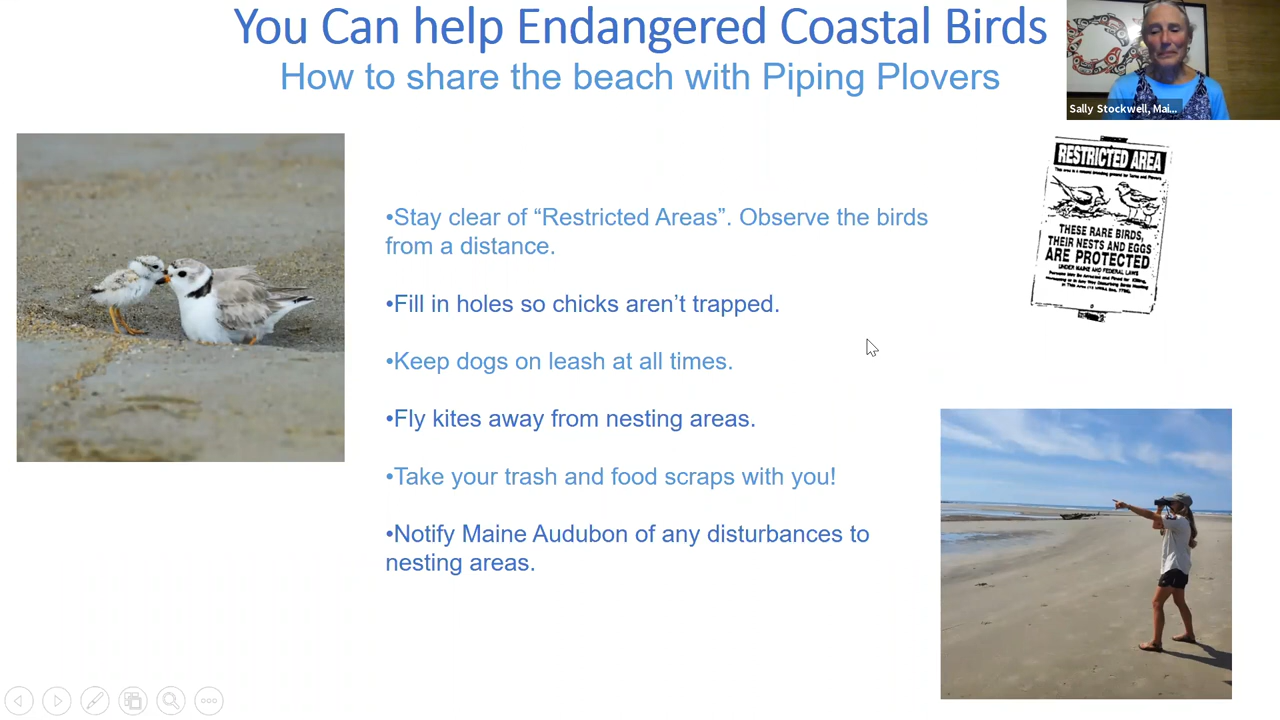 You Can help Endangered Coastal Birds
How to share the beach with Piping Plovers
Sally Stockwell, Mai...
•Stay clear of “Restricted Areas”. Observe the birds
from a distance.
•Fill in holes so chicks aren’t trapped.
•Keep dogs on leash at all times.
•Fly kites away from nesting areas.
•Take your trash and food scraps with you!
•Notify Maine Audubon of any disturbances to
nesting areas.
RESTRICTED AREA
THESE RARE BIRDS,
THEIR NESTS AND EGGS
ARE PROTECTED
UNDER MAINE AND FEDERAL LAWS